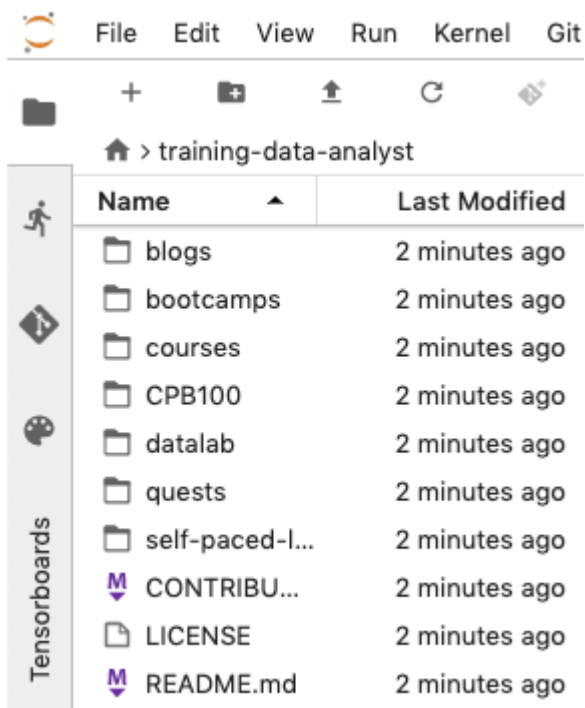 File Edit View Run Kernel Git
> training-data-analyst
Name Last Modified
blogs 2 minutes ago
bootcamps 2 minutes ago
courses 2 minutes ago
CPB100 2 minutes ago
datalab 2 minutes ago
quests 2 minutes ago
self-paced-l... 2 minutes ago
CONTRIBU... 2 minutes ago
LICENSE 2 minutes ago
README.md 2 minutes ago
Tensorboards